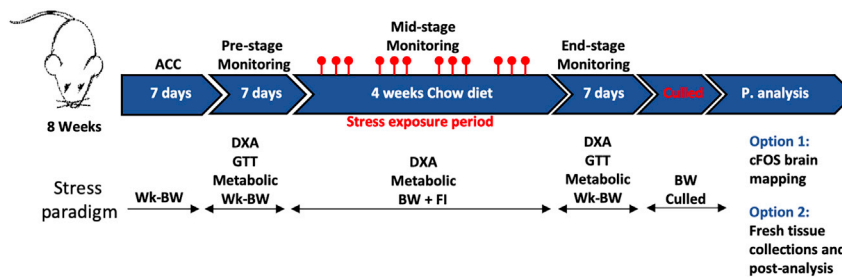 Mid-stage
Monitoring
Pre-stage
Monitoring
End-stage
Monitoring
ACC
7 days
7 days
4 weeks Chow diet
7 days
Culled
P. analysis
8 Weeks
Stress exposure period
Stress
paradigm
Wk-BW
DXA
GTT
Metabolic
Wk-BW
DXA
Metabolic
BW + FI
DXA
GTT
Metabolic
Wk-BW
BW
Culled
Option 1:
cFOS brain
mapping
Option 2:
Fresh tissue
collections and
post-analysis